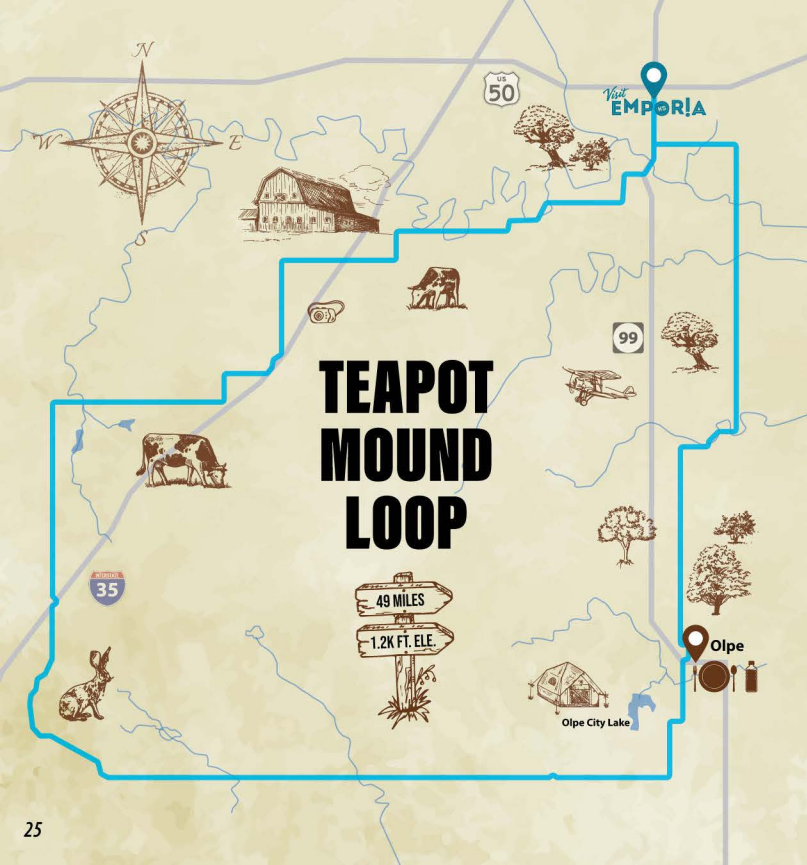 N
W
E
S
US
50
Visit
EMPORIA
KS
99
TEAPOT
MOUND
LOOP
INTERSTATE
35
49 MILES
1.2K FT. ELE.
Olpe
Olpe City Lake
25